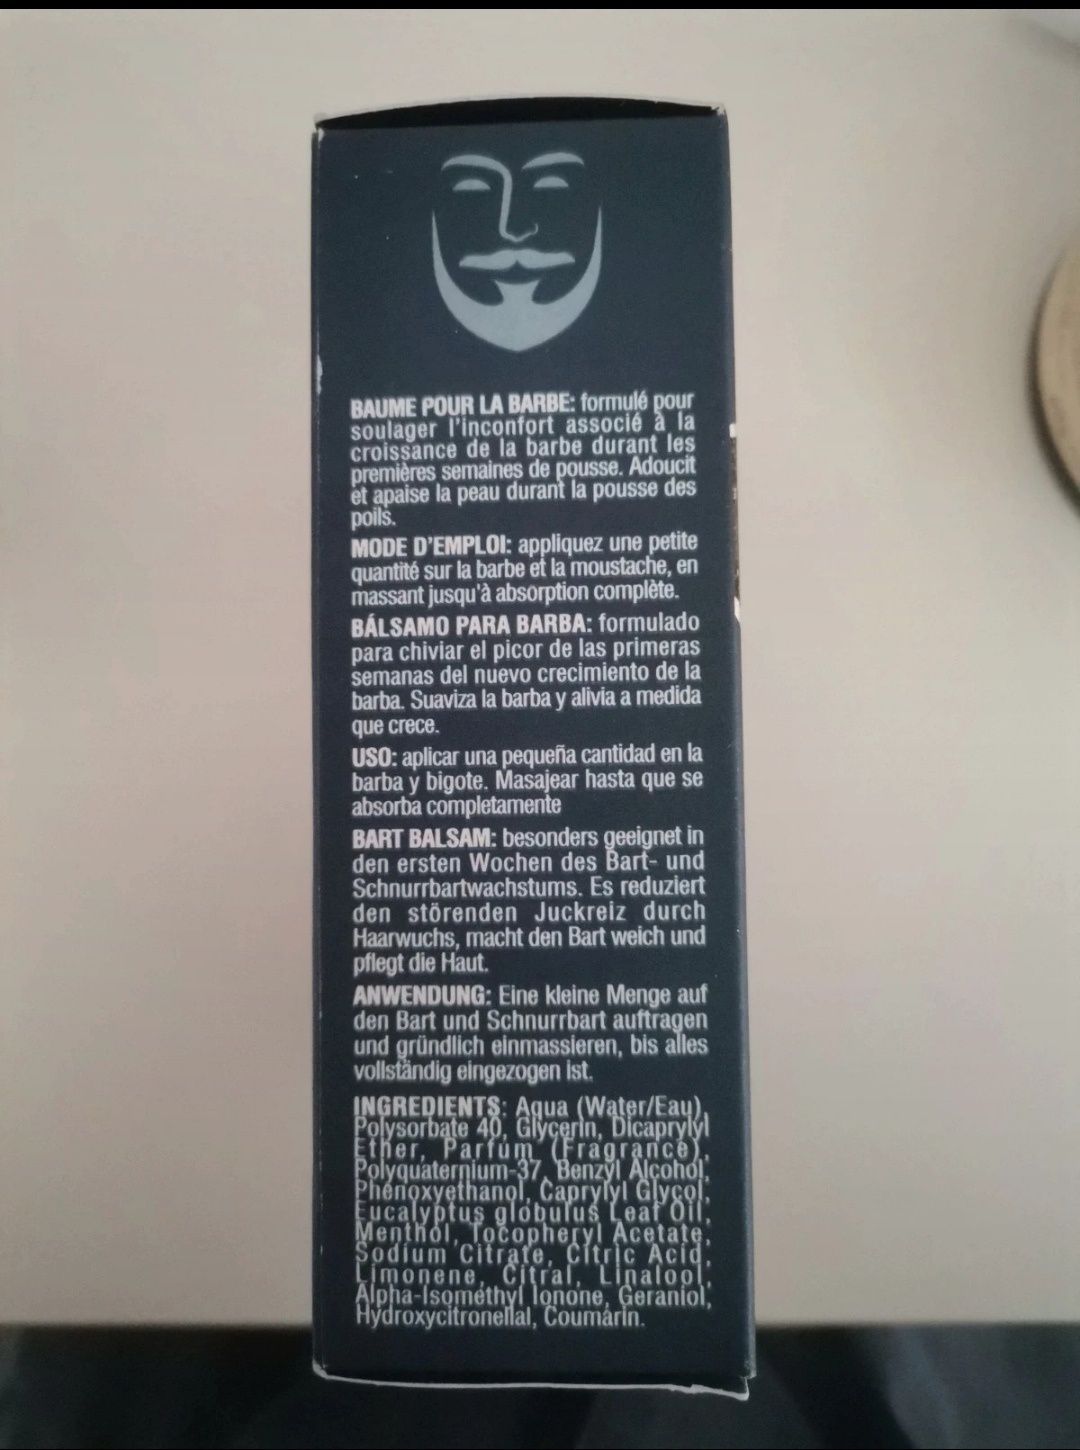 BAUME POUR LA BARBE: formulé pour
soulager l'inconfort associé à la
croissance de la barbe durant les
premières semaines de pousse. Adoucit
et apaise la peau durant la pousse des
poils.
MODE D'EMPLOI: appliquez une petite
quantité sur la barbe et la moustache, en
massant jusqu'à absorption complète.
BÁLSAMO PARA BARBA: formulado
para chiviar el picor de las primeras
semanas del nuevo crecimiento de la
barba. Suaviza la barba y alivia a medida
que crece.
USO: aplicar una pequeña cantidad en la
barba y bigote. Masajear hasta que se
absorba completamente
BART BALSAM: besonders geeignet in
den ersten Wochen des Bart- und
Schnurrbartwachstums. Es reduziert
den störenden Juckreiz durch
Haarwuchs, macht den Bart weich und
pflegt die Haut.
ANWENDUNG: Eine kleine Menge auf
den Bart und Schnurrbart auftragen
und gründlich einmassieren, bis alles
vollständig eingezogen ist.
INGREDIENTS: Aqua (Water/Eau),
Polysorbate 40, Glycerin, Dicaprylyl
Ether, Parfum (Fragrance),
Polyquaternium-37, Benzyl Alcohol,
Phenoxyethanol, Caprylyl Glycol,
Eucalyptus globulus Leaf Oil,
Menthol, Tocopheryl Acetate,
Sodium Citrate, Citric Acid,
Limonene, Citral, Linalool,
Alpha-Isomethyl Ionone, Geraniol,
Hydroxycitronellal, Coumarin.